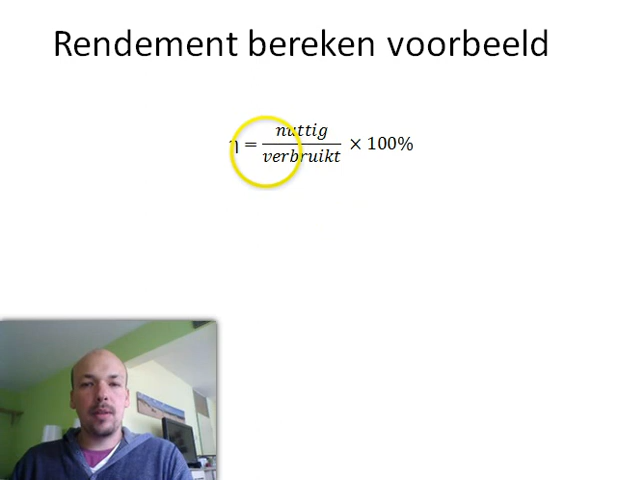 Rendement bereken voorbeeld
η = nuttig / verbruikt × 100%